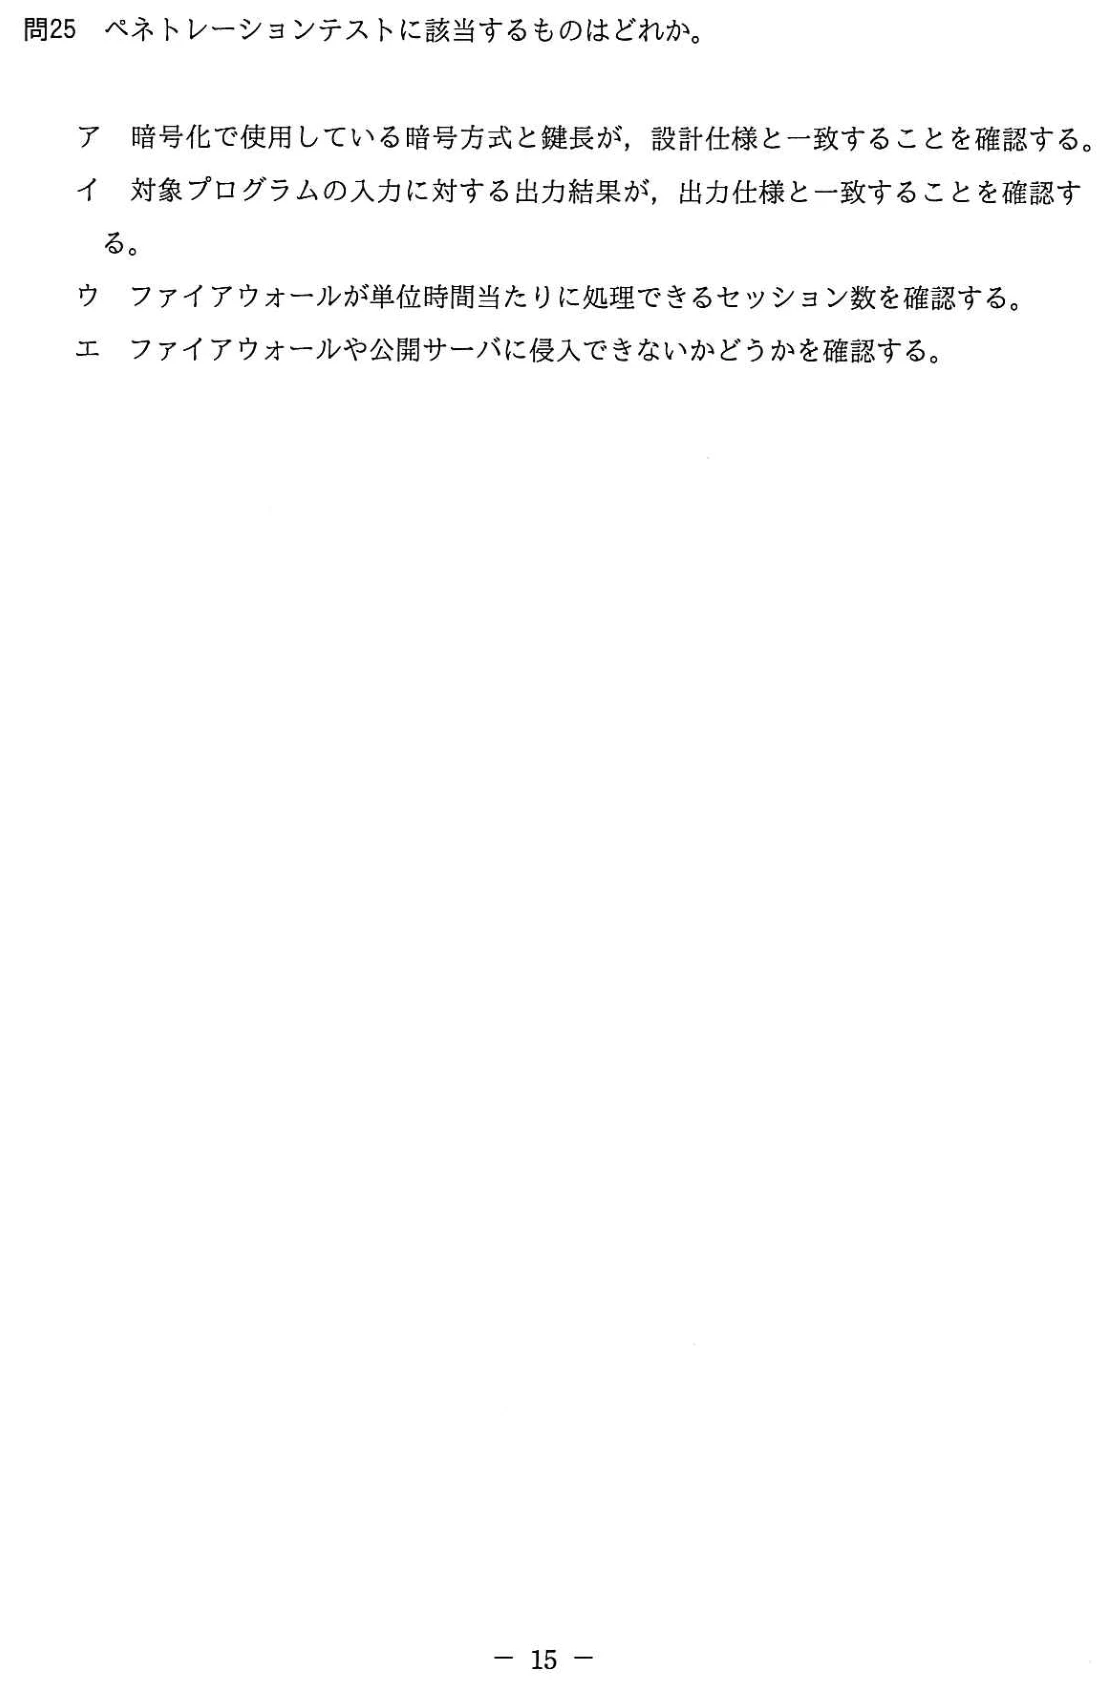 問25　ペネトレーションテストに該当するものはどれか。
ア　暗号化で使用している暗号方式と鍵長が，設計仕様と一致することを確認する。
イ　対象プログラムの入力に対する出力結果が，出力仕様と一致することを確認す
る。
ウ　ファイアウォールが単位時間当たりに処理できるセッション数を確認する。
エ　ファイアウォールや公開サーバに侵入できないかどうかを確認する。
－ 15 －